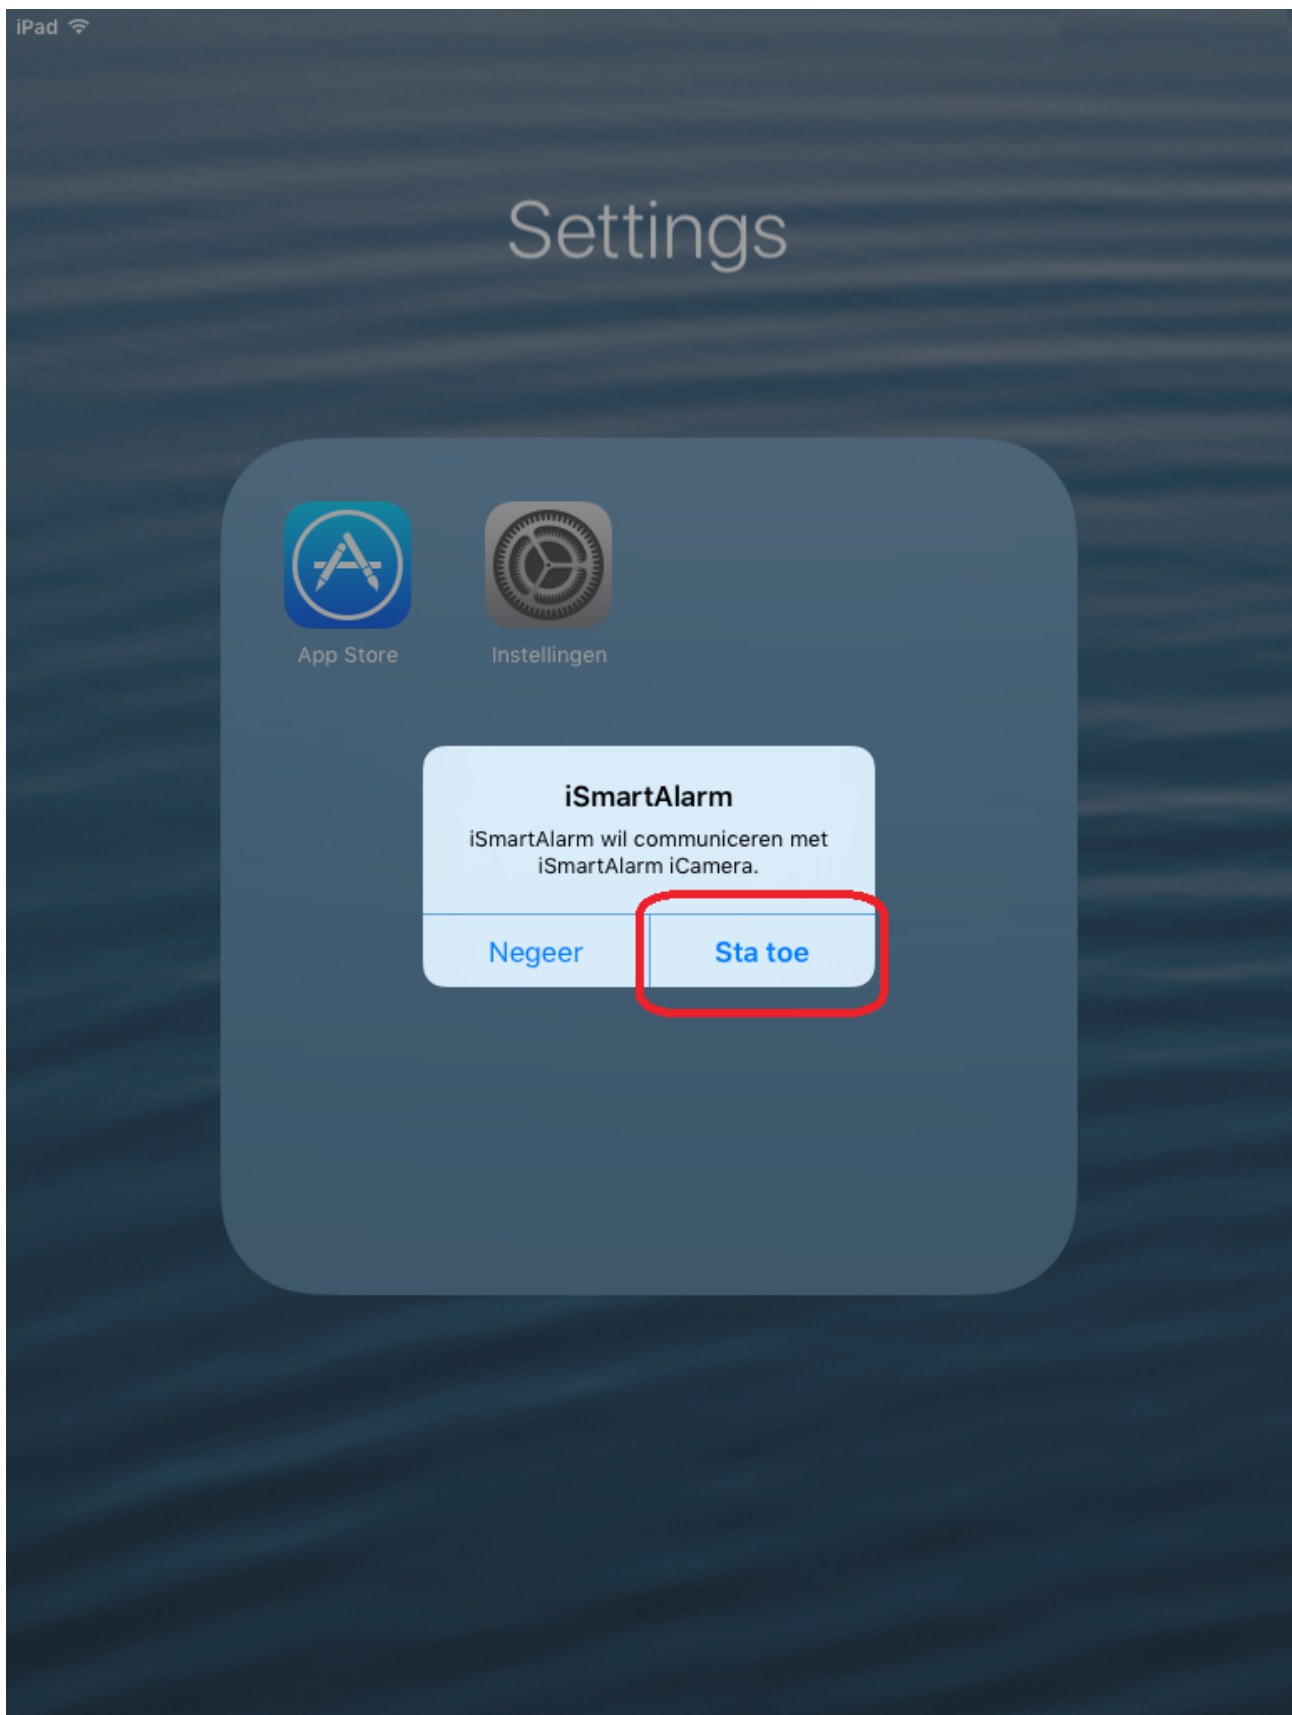 iPad
Settings
App Store
Instellingen
iSmartAlarm
iSmartAlarm wil communiceren met
iSmartAlarm iCamera.
Negeer
Sta toe